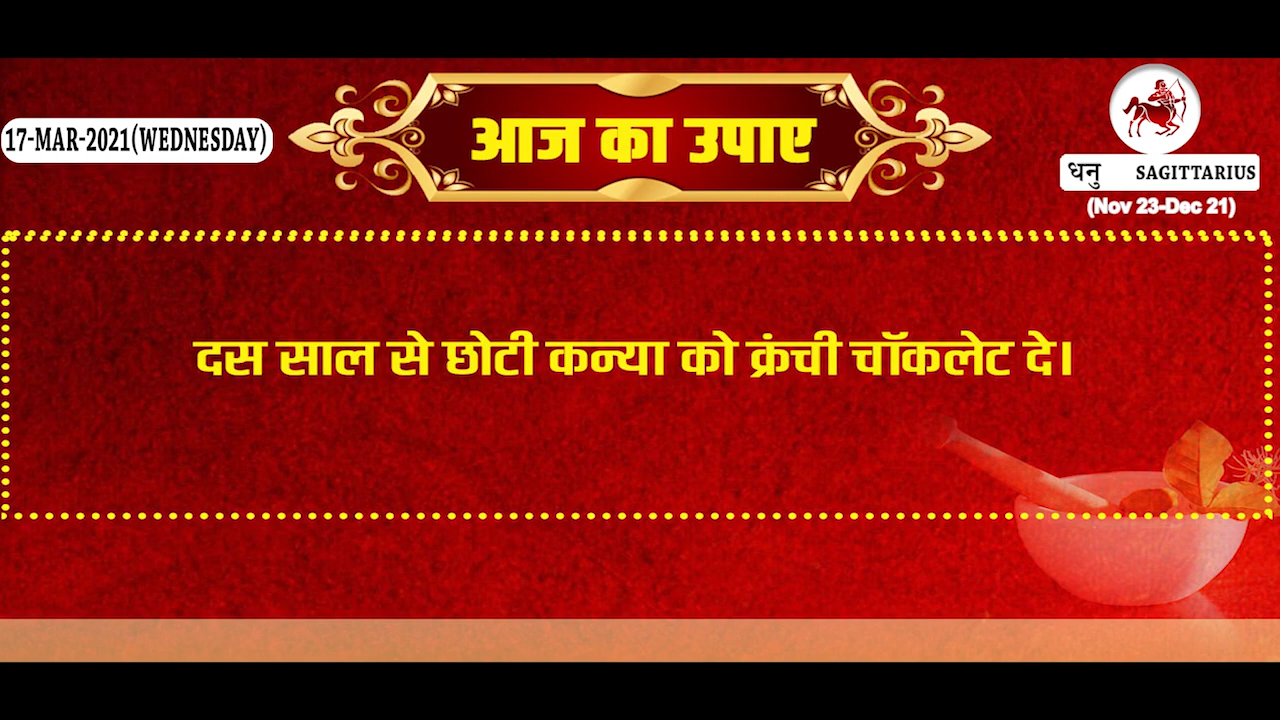 17-MAR-2021(WEDNESDAY)
आज का उपाए
धनु SAGITTARIUS
(Nov 23-Dec 21)
दस साल से छोटी कन्या को क्रंची चॉकलेट दे।